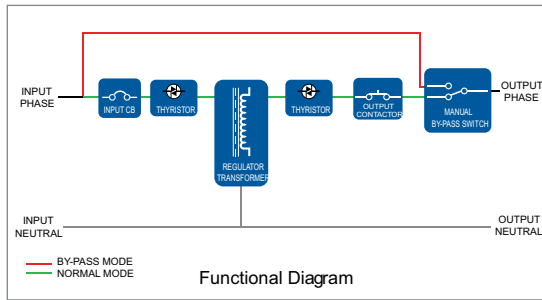 INPUT
PHASE
INPUT CB
THYRISTOR
REGULATOR
TRANSFORMER
THYRISTOR
OUTPUT
CONTACTOR
MANUAL
BY-PASS SWITCH
OUTPUT
PHASE
INPUT
NEUTRAL
OUTPUT
NEUTRAL
BY-PASS MODE
NORMAL MODE
Functional Diagram